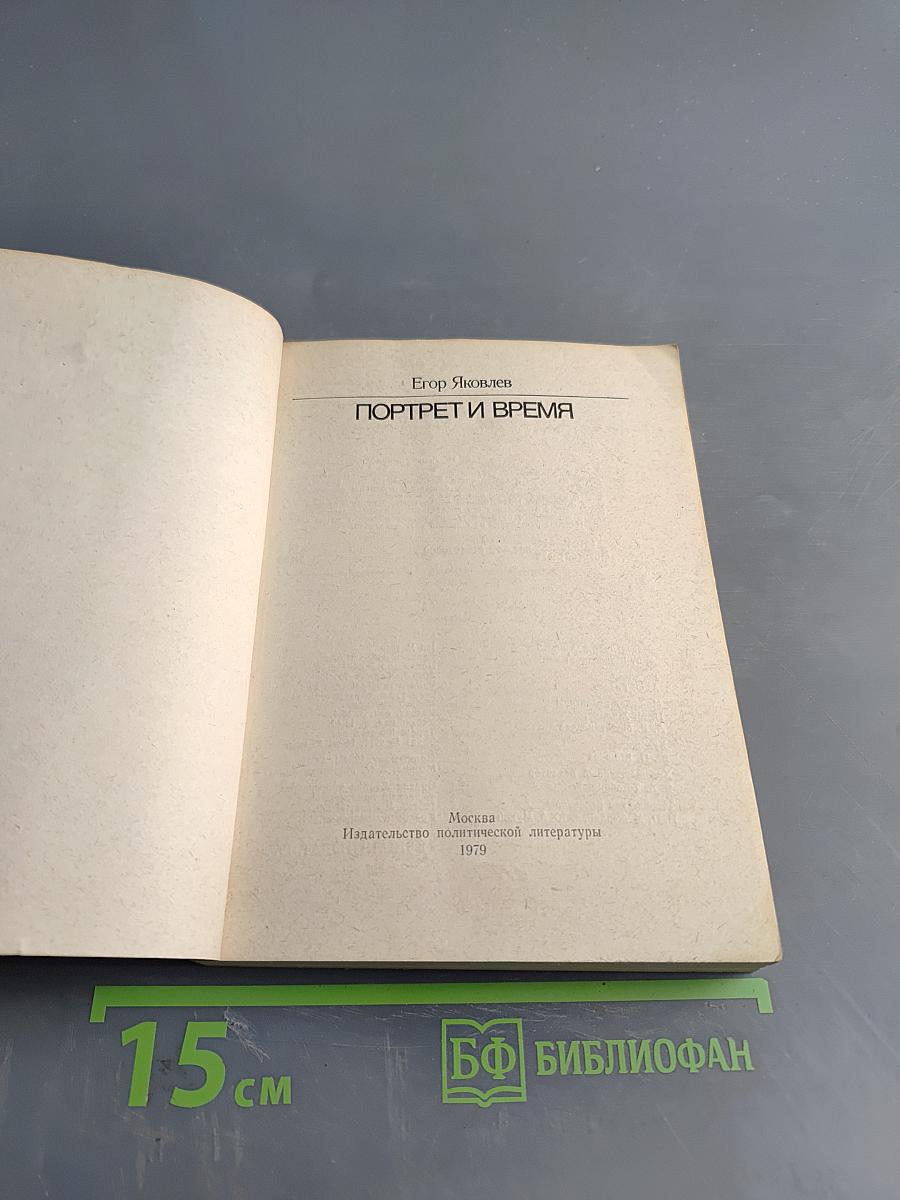 Егор Яковлев
ПОРТРЕТ И ВРЕМЯ
Москва
Издательство политической литературы
1979
15 см
БФ БИБЛИОФАН